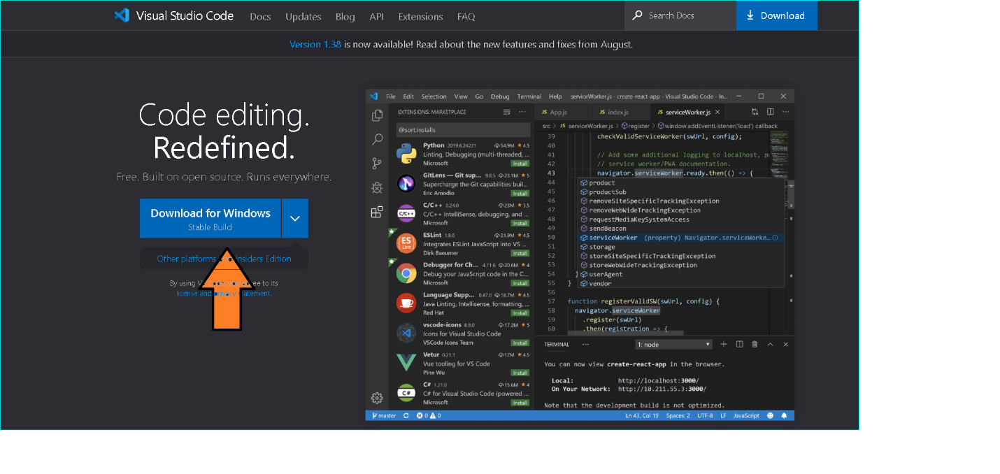 Visual Studio Code Docs Updates Blog API Extensions FAQ Search Docs Download
Version 1.38 is now available! Read about the new features and fixes from August.
Code editing.
Redefined.
Free. Built on open source. Runs everywhere.
Download for Windows
Stable Build
Other platforms Insiders Edition
By using to its
license and privacy statement.
File Edit Selection View Go Debug Terminal Help serviceWorker.js - create-react-app - Visual Studio Code - In...
EXTENSIONS: MARKETPLACE
@sort:installs
Python 2019.6.24221 54.9M 4.5
Linting, Debugging (multi-threaded, ...
Microsoft Install
GitLens — Git sup... 9.8.5 23.1M 5
Supercharge the Git capabilities buil...
Eric Amodio Install
C/C++ C/C++ 0.24.0 23M 3.5
C/C++ IntelliSense, debugging, and ...
Microsoft Install
ES Lint ESLint 1.9.0 21.9M 4.5
Integrates ESLint JavaScript into VS ...
Dirk Baeumer Install
Debugger for Ch... 4.11.6 20.6M 4
Debug your JavaScript code in the C...
Microsoft Install
Language Supp... 0.47.0 18.7M 4.5
Java Linting, Intellisense, formatting, ...
Red Hat Install
vscode-icons 8.8.0 17.2M 5
Icons for Visual Studio Code
VSCode Icons Team Install
Vetur 0.21.1 17M 4.5
Vue tooling for VS Code
Pine Wu Install
C# C# 1.21.0 15.6M 4
C# for Visual Studio Code (powered ...
Microsoft Install
JS App.js JS index.js JS serviceWorker.js
src > JS serviceWorker.js > register > window.addEventListener('load') callback
39 checkValidServiceWorker(swUrl, config);
40
41 // Add some additional logging to localhost, po
42 // service worker/PWA documentation.
43 navigator.serviceWorker.ready.then(() => {
44 product
45 productSub
46 removeSiteSpecificTrackingException
47 removeWebWideTrackingException
48 requestMediaKeySystemAccess
49 sendBeacon
50 serviceWorker (property) Navigator.serviceWorke...
51 storage
52 storeSiteSpecificTrackingException
53 storeWebWideTrackingException
54 } userAgent
55 } vendor
56
57 function registerValidSW(swUrl, config) {
58 navigator.serviceWorker
59 .register(swUrl)
60 .then(registration => {
TERMINAL ... 1: node
You can now view create-react-app in the browser.
Local: http://localhost:3000/
On Your Network: http://10.211.55.3:3000/
Note that the development build is not optimized.
master 0 0 Ln 43, Col 19 Spaces: 2 UTF-8 LF JavaScript